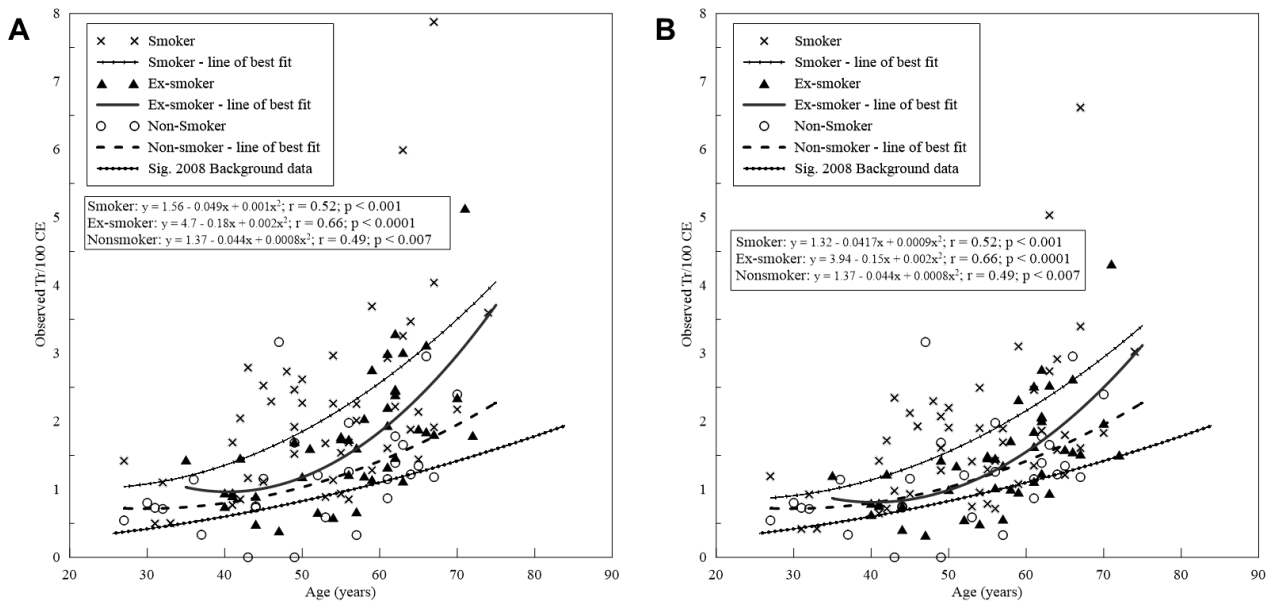 A
8
7
6
5
4
3
2
1
0
Observed Tr/100 CE
Smoker
Smoker - line of best fit
Ex-smoker
Ex-smoker - line of best fit
Non-Smoker
Non-smoker - line of best fit
Sig. 2008 Background data
Smoker: y = 1.56 - 0.049x + 0.001x²; r = 0.52; p < 0.001
Ex-smoker: y = 4.7 - 0.18x + 0.002x²; r = 0.66; p < 0.0001
Nonsmoker: y = 1.37 - 0.044x + 0.0008x²; r = 0.49; p < 0.007
20 30 40 50 60 70 80 90
Age (years)
B
8
7
6
5
4
3
2
1
0
Observed Tr/100 CE
Smoker
Smoker - line of best fit
Ex-smoker
Ex-smoker - line of best fit
Non-Smoker
Non-smoker - line of best fit
Sig. 2008 Background data
Smoker: y = 1.32 - 0.0417x + 0.0009x²; r = 0.52; p < 0.001
Ex-smoker: y = 3.94 - 0.15x + 0.002x²; r = 0.66; p < 0.0001
Nonsmoker: y = 1.37 - 0.044x + 0.0008x²; r = 0.49; p < 0.007
20 30 40 50 60 70 80 90
Age (years)